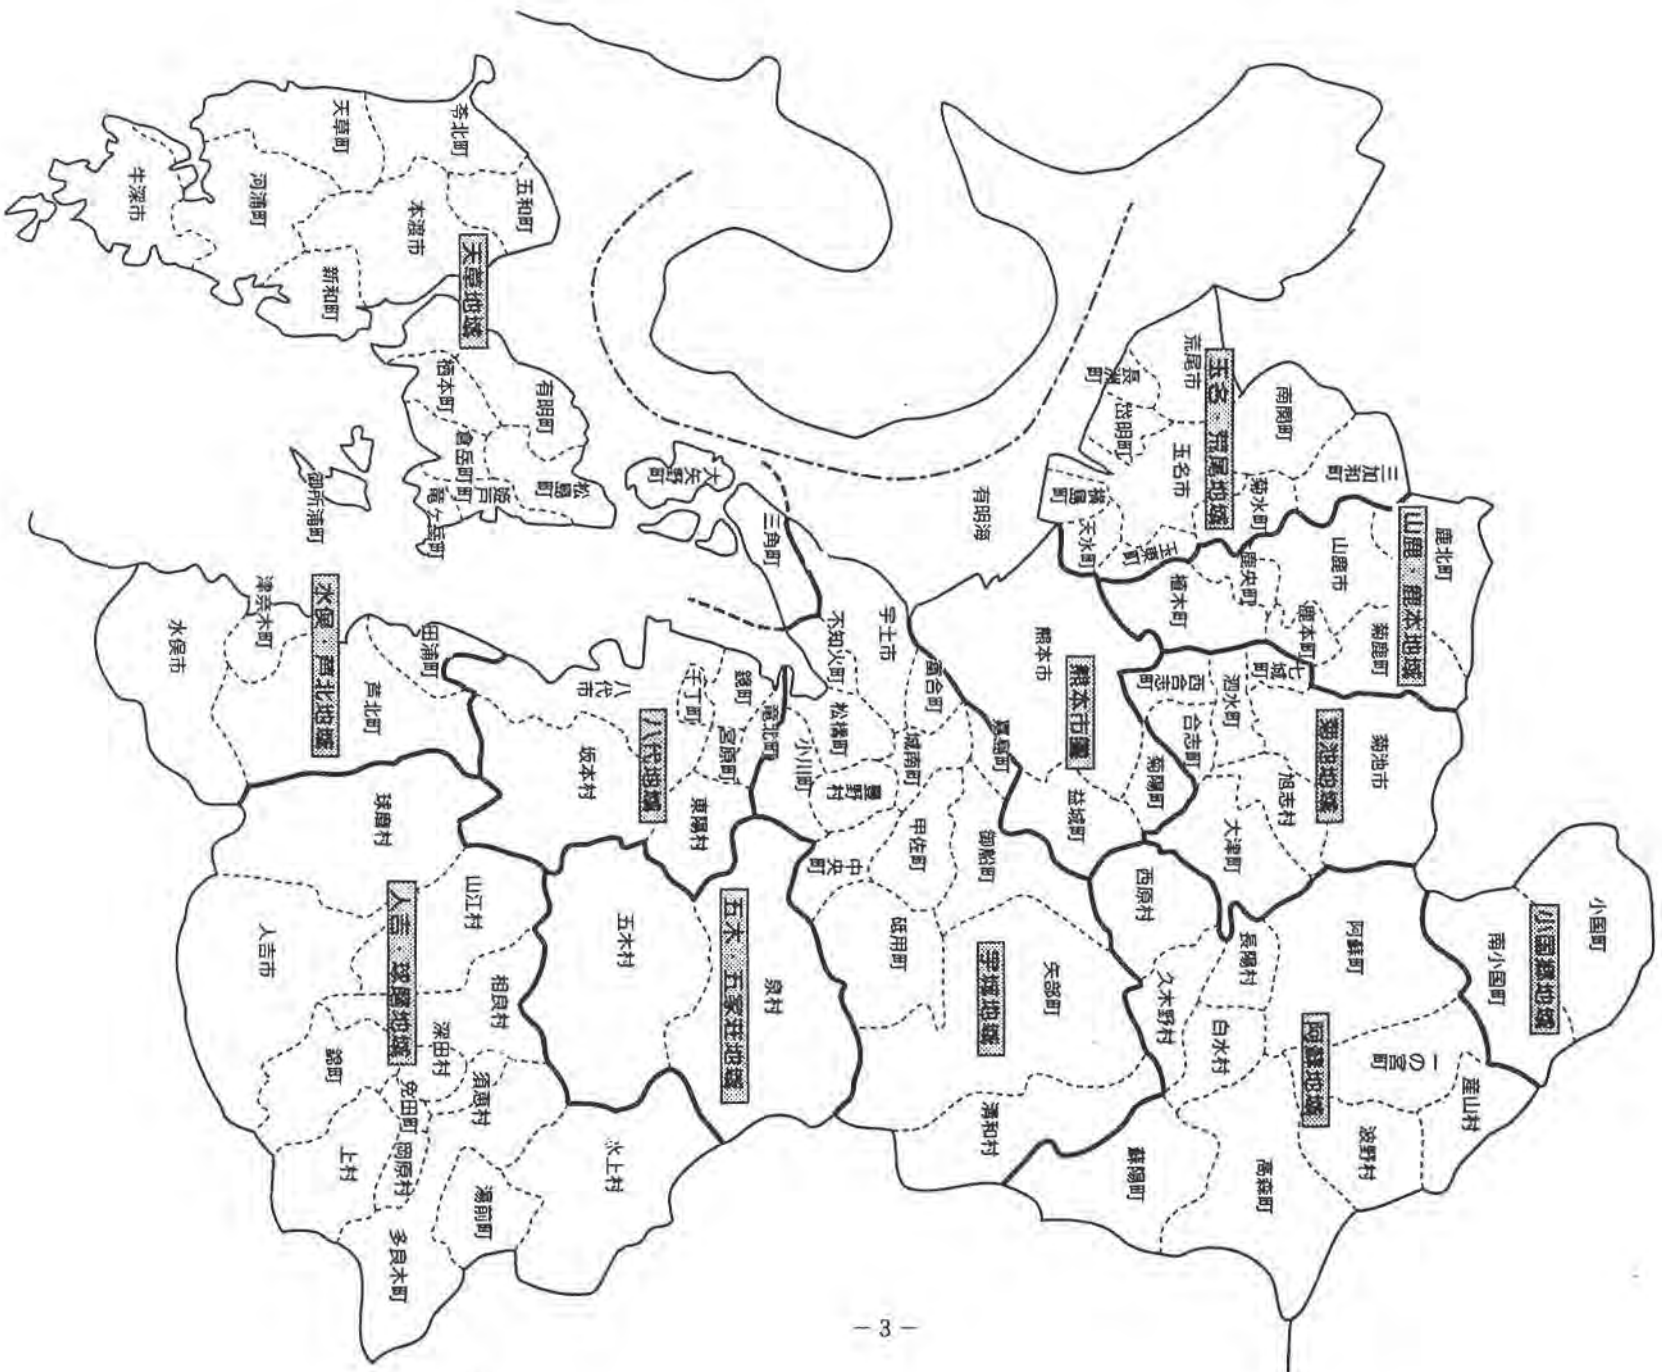 小国町
小国郷地域
南小国町
産山村
一の宮町
波野村
阿蘇町
阿蘇地域
高森町
長陽村
白水村
久木野村
西原村
蘇陽町
鹿北町
山鹿・鹿本地域
菊鹿町
山鹿市
鹿本町
鹿央町
植木町
菊池市
菊池地域
七城町
旭志村
泗水町
大津町
合志町
西合志町
菊陽町
三加和町
南関町
菊水町
玉名・荒尾地域
荒尾市
長洲町
岱明町
玉名市
横島町
玉東町
天水町
有明海
熊本市圏
熊本市
益城町
嘉島町
宇土市
富合町
城南町
御船町
甲佐町
矢部町
宇城地域
清和村
砥用町
中央町
豊野村
松橋町
小川町
不知火町
三角町
大矢野町
竜北町
鏡町
宮原町
千丁町
東陽村
八代地域
八代市
坂本村
泉村
五木・五家荘地域
五木村
五和町
苓北町
天草地域
本渡市
天草町
新和町
河浦町
牛深市
有明町
松島町
栖本町
倉岳町
姫戸町
竜ケ岳町
御所浦町
田浦町
芦北町
水俣・芦北地域
津奈木町
水俣市
球磨村
山江村
人吉・球磨地域
人吉市
相良村
深田村
錦町
須恵村
免田町
岡原村
上村
水上村
湯前町
多良木町
－3－